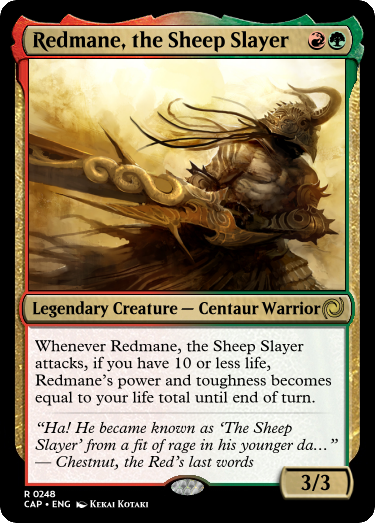 Redmane, the Sheep Slayer
Legendary Creature — Centaur Warrior
Whenever Redmane, the Sheep Slayer
attacks, if you have 10 or less life,
Redmane's power and toughness becomes
equal to your life total until end of turn.
“Ha! He became known as ‘The Sheep
Slayer’ from a fit of rage in his younger da…”
— Chestnut, the Red's last words
3/3
R 0248
CAP • ENG Kekai Kotaki